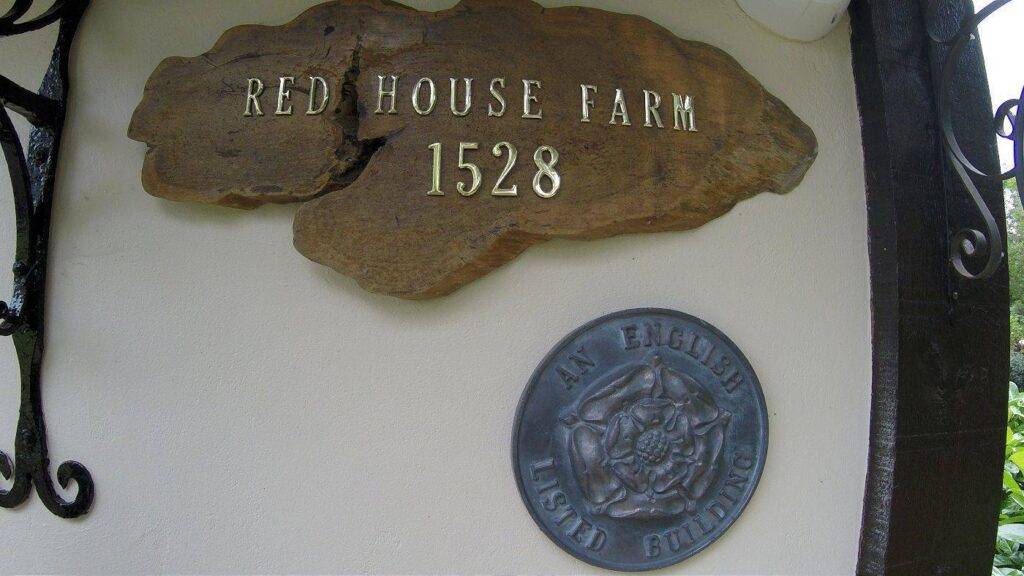 RED HOUSE FARM
1528
AN ENGLISH
LISTED BUILDING